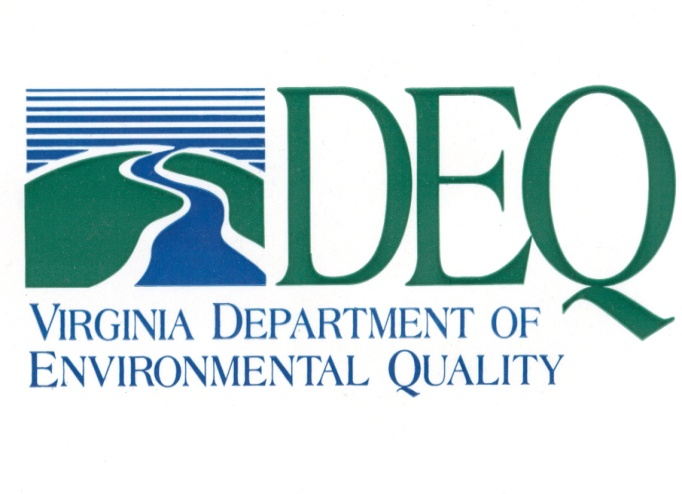 DEQ
VIRGINIA DEPARTMENT OF
ENVIRONMENTAL QUALITY